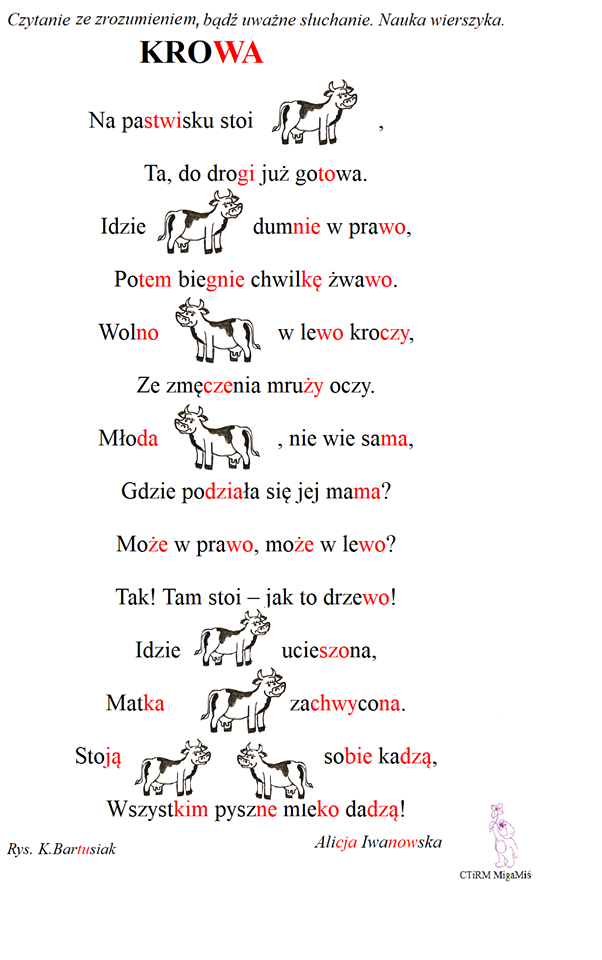 Czytanie ze zrozumieniem, bądź uważne słuchanie. Nauka wierszyka.
KROWA
Na pastwisku stoi ,
Ta, do drogi już gotowa.
Idzie dumnie w prawo,
Potem biegnie chwilkę żwawo.
Wolno w lewo kroczy,
Ze zmęczenia mruży oczy.
Młoda , nie wie sama,
Gdzie podziała się jej mama?
Może w prawo, może w lewo?
Tak! Tam stoi – jak to drzewo!
Idzie ucieszona,
Matka zachwycona.
Stoją sobie kadzą,
Wszystkim pyszne mleko dadzą!
Rys. K.Bartusiak
Alicja Iwanowska
CTiRM MigaMiś